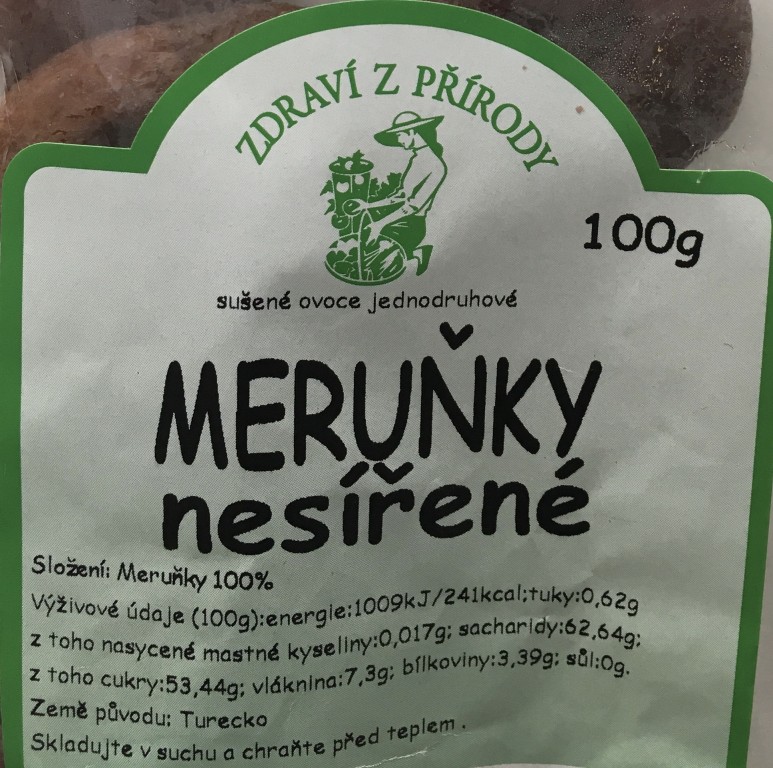 ZDRAVÍ Z PŘÍRODY
100g
sušené ovoce jednodruhové
MERUŇKY
nesířené
Složení: Meruňky 100%
Výživové údaje (100g):energie:1009kJ/241kcal;tuky:0,62g
z toho nasycené mastné kyseliny:0,017g; sacharidy:62,64g;
z toho cukry:53,44g; vláknina:7,3g; bílkoviny:3,39g; sůl:0g.
Země původu: Turecko
Skladujte v suchu a chraňte před teplem .